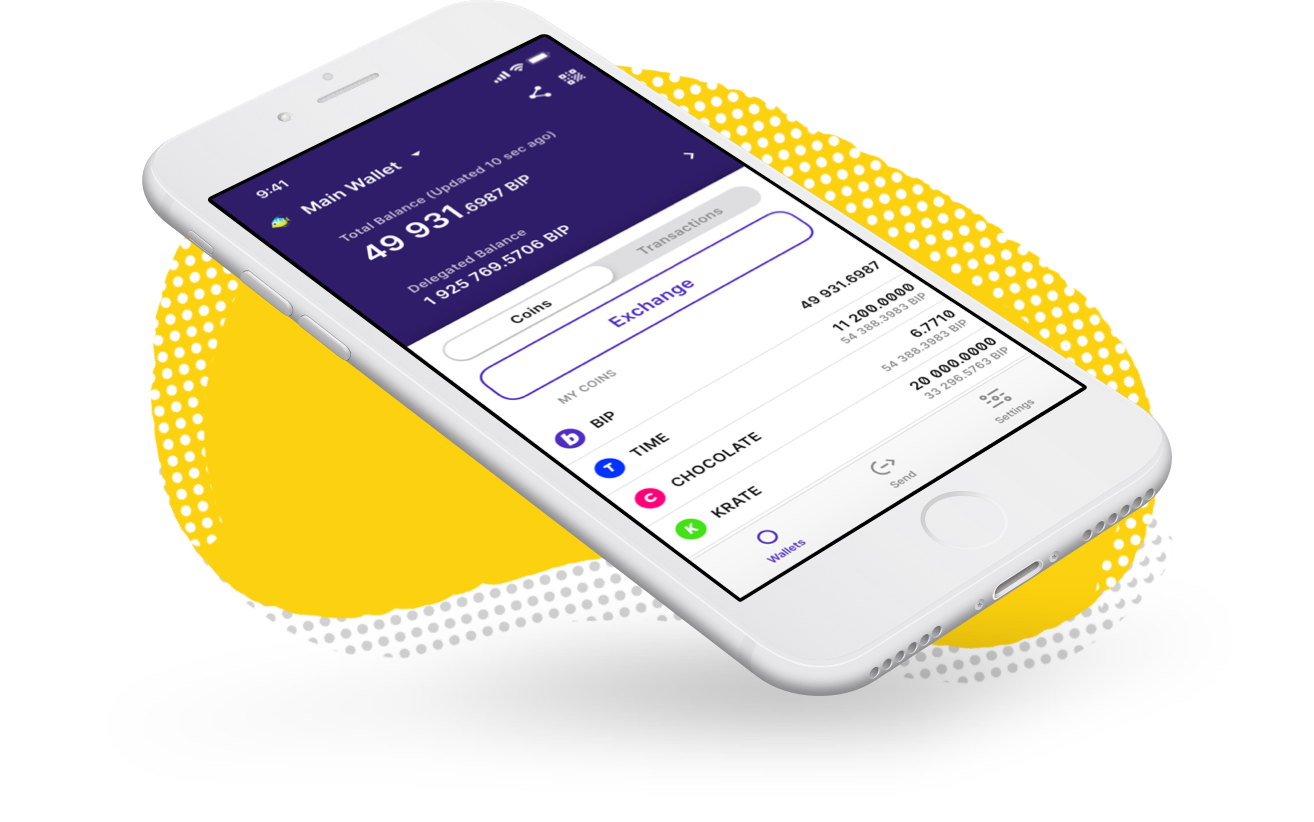 9:41
Main Wallet
Total Balance (Updated 10 sec ago)
49 931.6987 BIP
Delegated Balance
1 925 769.5706 BIP
Coins
Transactions
Exchange
MY COINS
b BIP 49 931.6987
T TIME 11 200.0000
54 388.3983 BIP
C CHOCOLATE 6.7710
54 388.3983 BIP
K KRATE 20 000.0000
33 296.5763 BIP
Wallets
Send
Settings